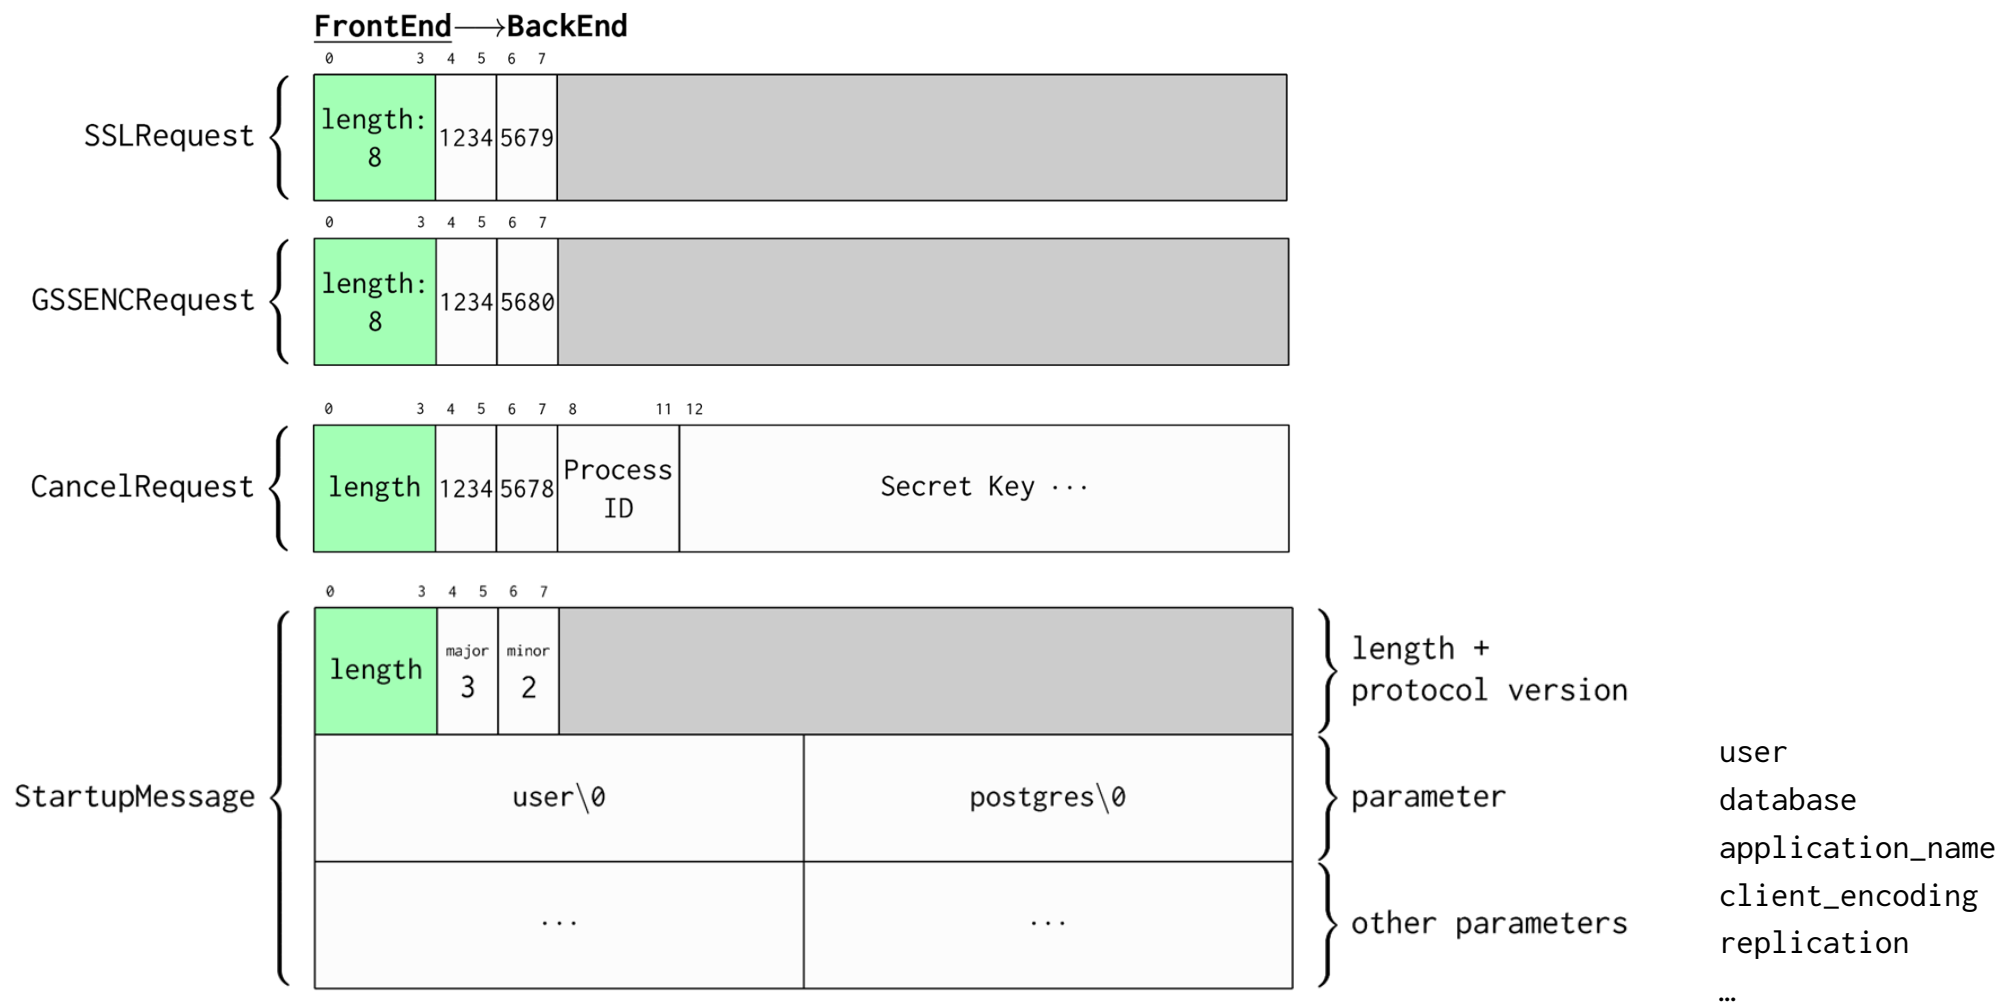 FrontEnd⟶BackEnd
0 3 4 5 6 7
SSLRequest
length:
8
1234
5679
0 3 4 5 6 7
GSSENCRequest
length:
8
1234
5680
0 3 4 5 6 7 8 11 12
CancelRequest
length
1234
5678
Process
ID
Secret Key ···
0 3 4 5 6 7
StartupMessage
length
major
3
minor
2
length +
protocol version
user\0
postgres\0
parameter
···
···
other parameters
user
database
application_name
client_encoding
replication
…